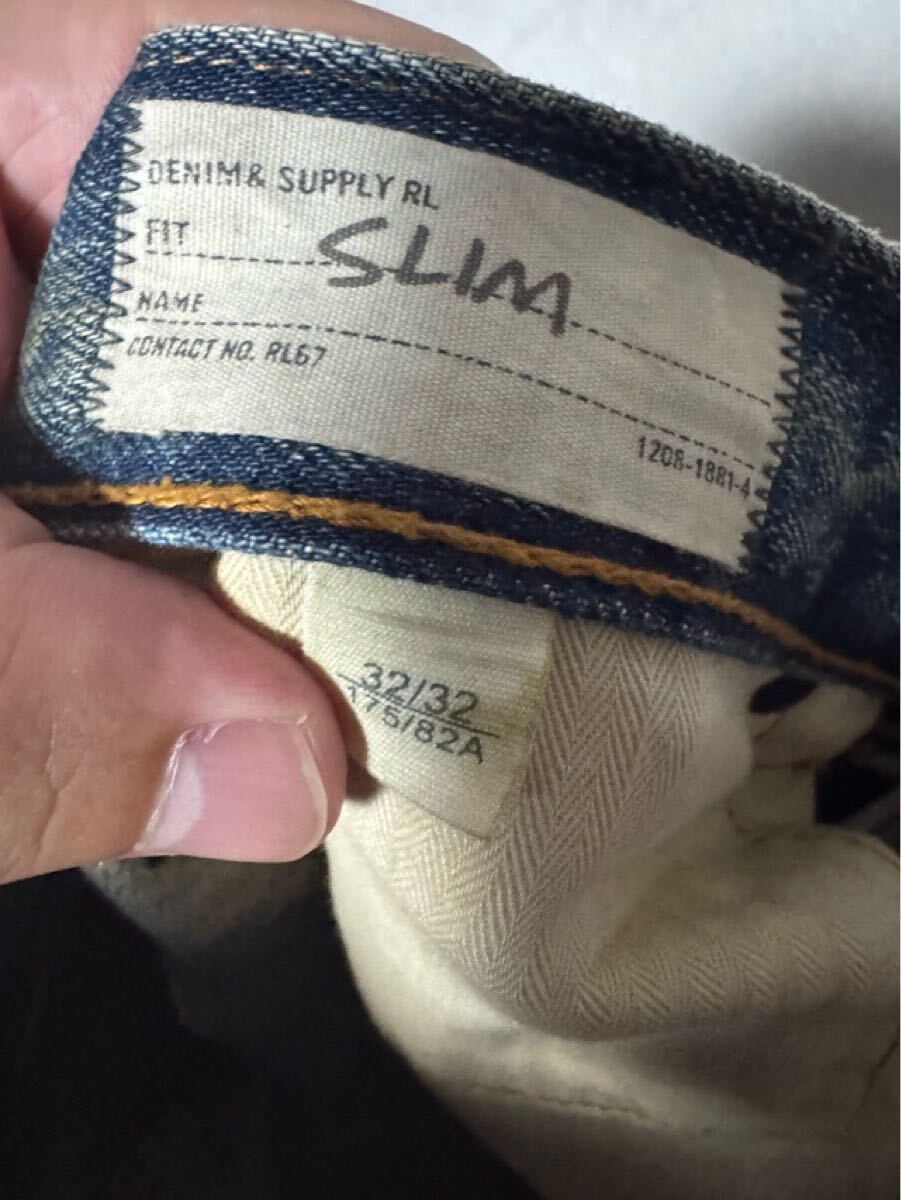 DENIM & SUPPLY RL
FIT SLIM
NAME
CONTACT NO. RL67
1208-1881-4
32/32
175/82A